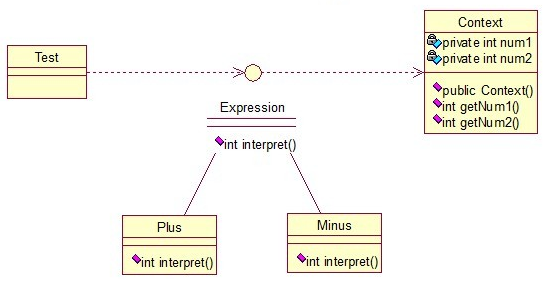 Test
Context
private int num1
private int num2
public Context()
int getNum1()
int getNum2()
Expression
int interpret()
Plus
int interpret()
Minus
int interpret()